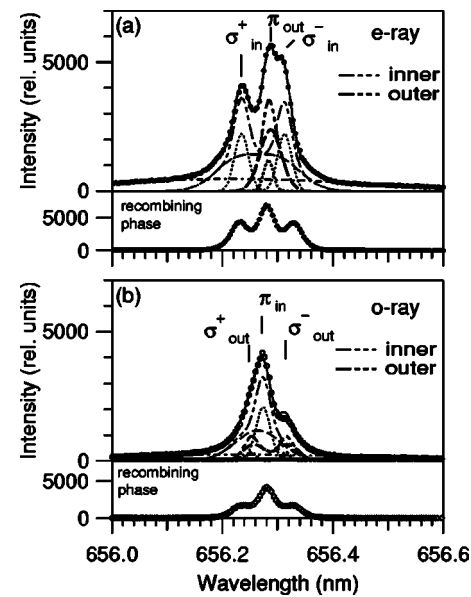 (a)
σ⁺in
πout
σ⁻in
e-ray
inner
outer
Intensity (rel. units)
5000
0
recombining
phase
5000
0
(b)
σ⁺out
πin
σ⁻out
o-ray
inner
outer
Intensity (rel. units)
5000
0
recombining
phase
5000
0
656.0
656.2
656.4
656.6
Wavelength (nm)